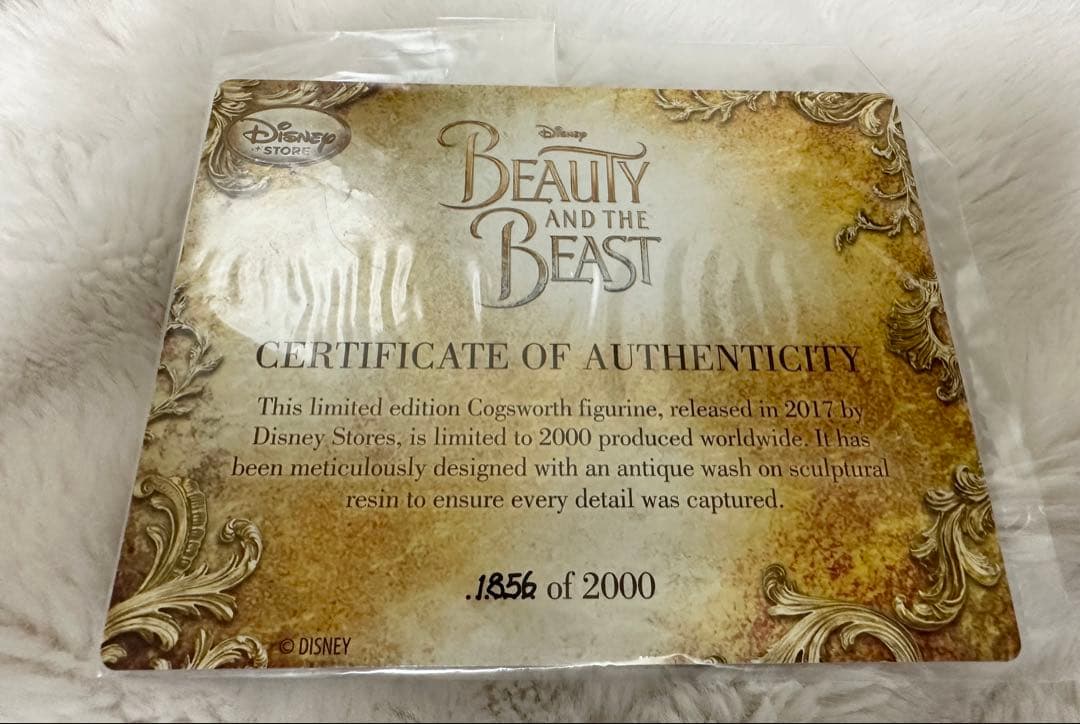 Disney
STORE
Disney
BEAUTY
AND THE
BEAST
CERTIFICATE OF AUTHENTICITY
This limited edition Cogsworth figurine, released in 2017 by
Disney Stores, is limited to 2000 produced worldwide. It has
been meticulously designed with an antique wash on sculptural
resin to ensure every detail was captured.
1856 of 2000
© DISNEY